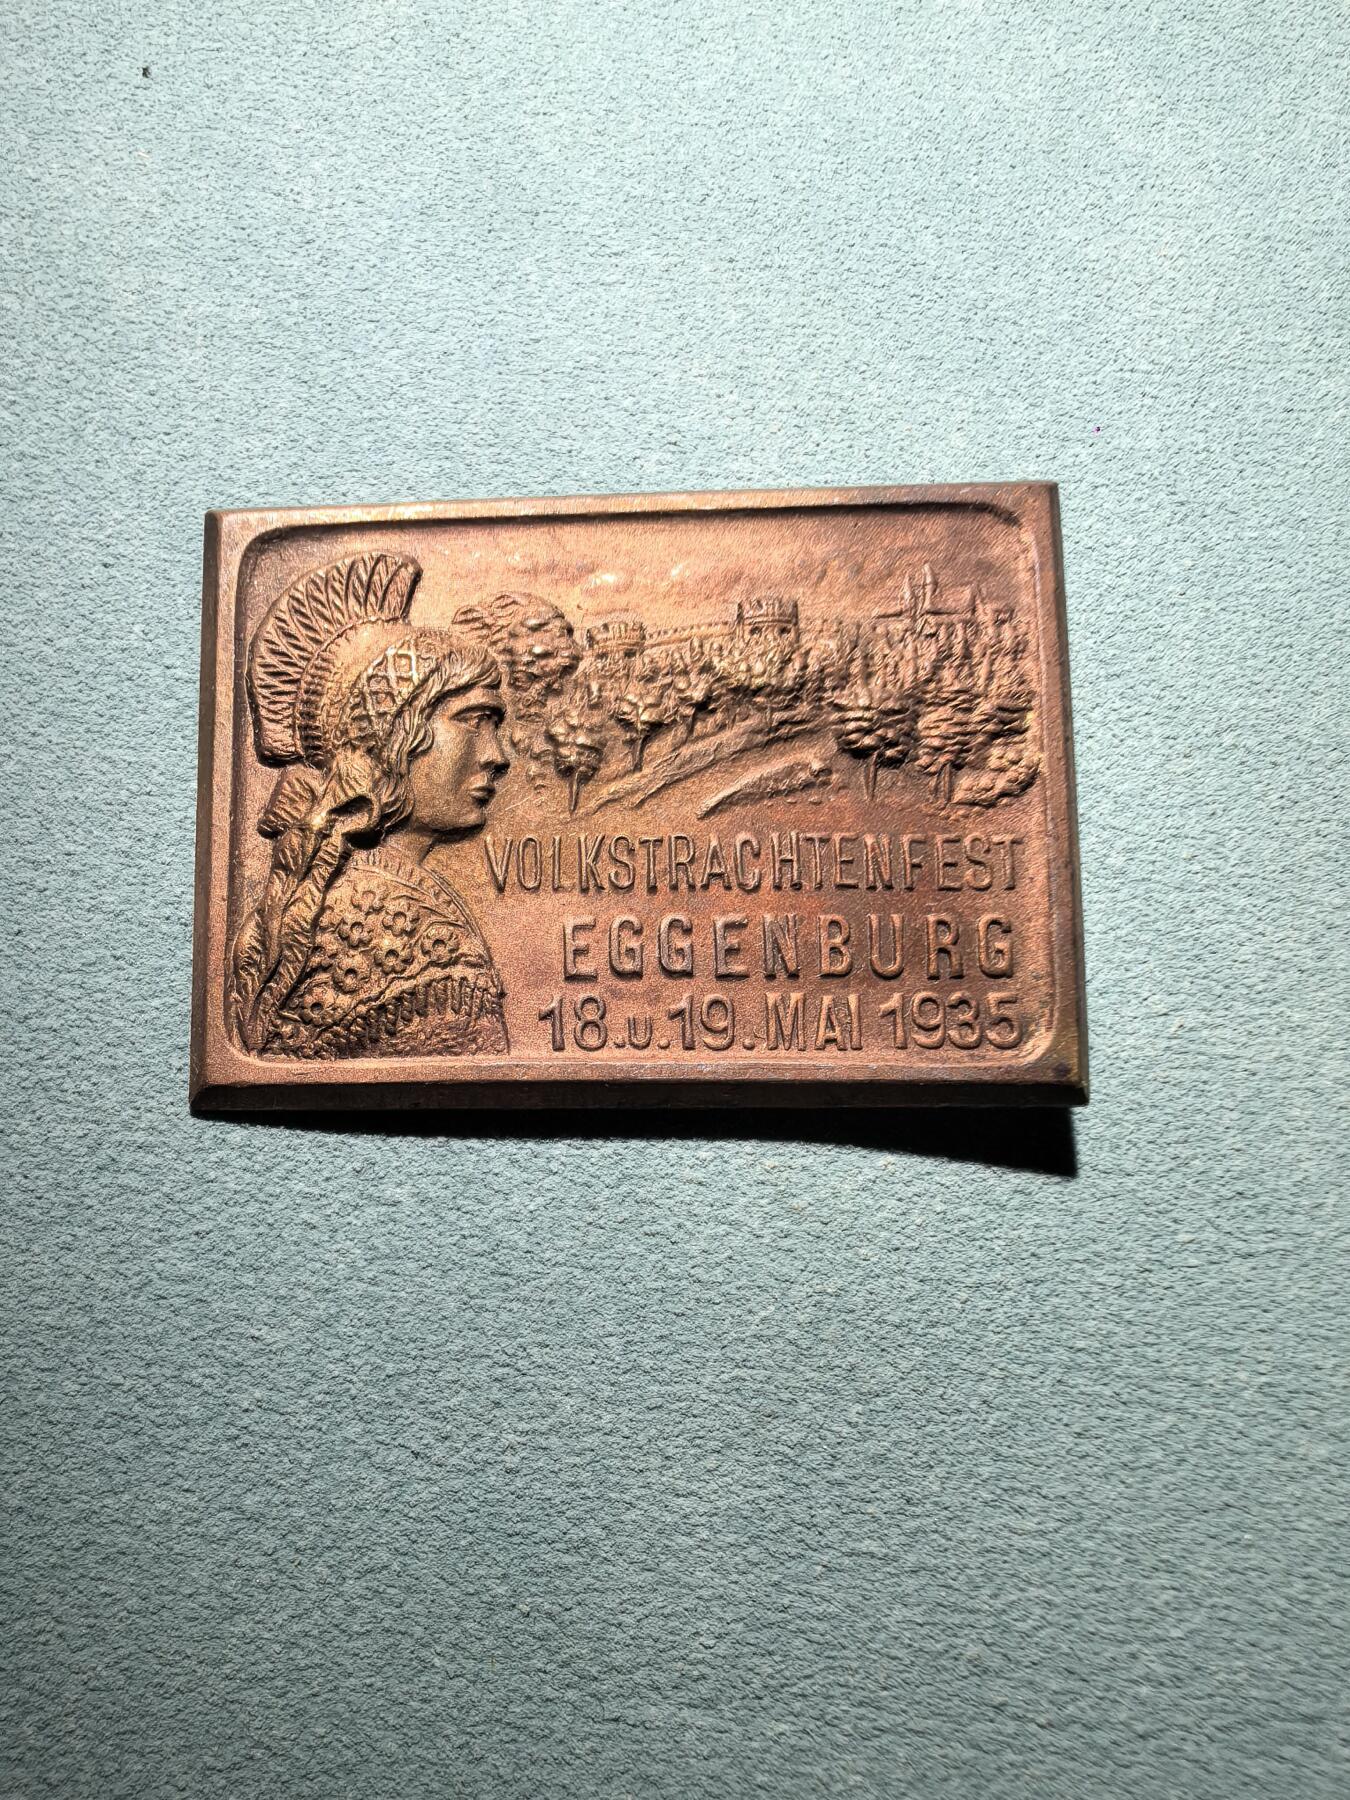 VOLKSTRACHTENFEST
EGGENBURG
18.u.19.MAI 1935